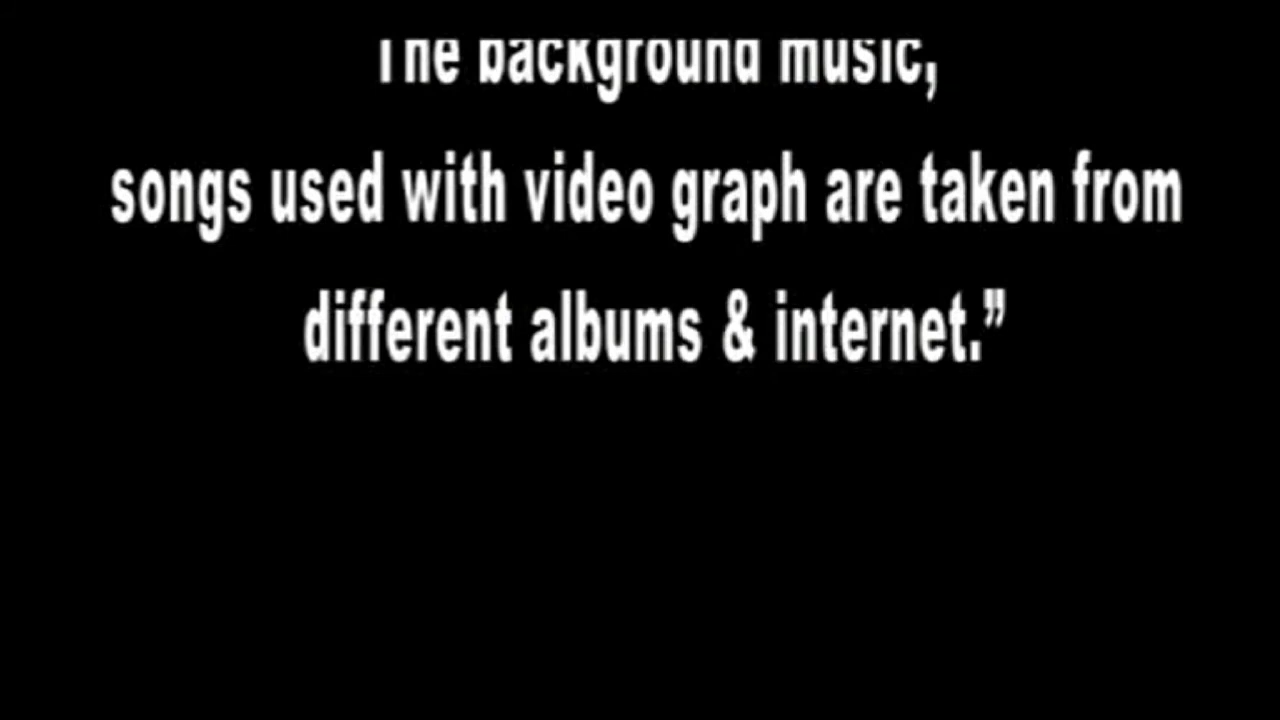 The background music,
songs used with video graph are taken from
different albums & internet.”